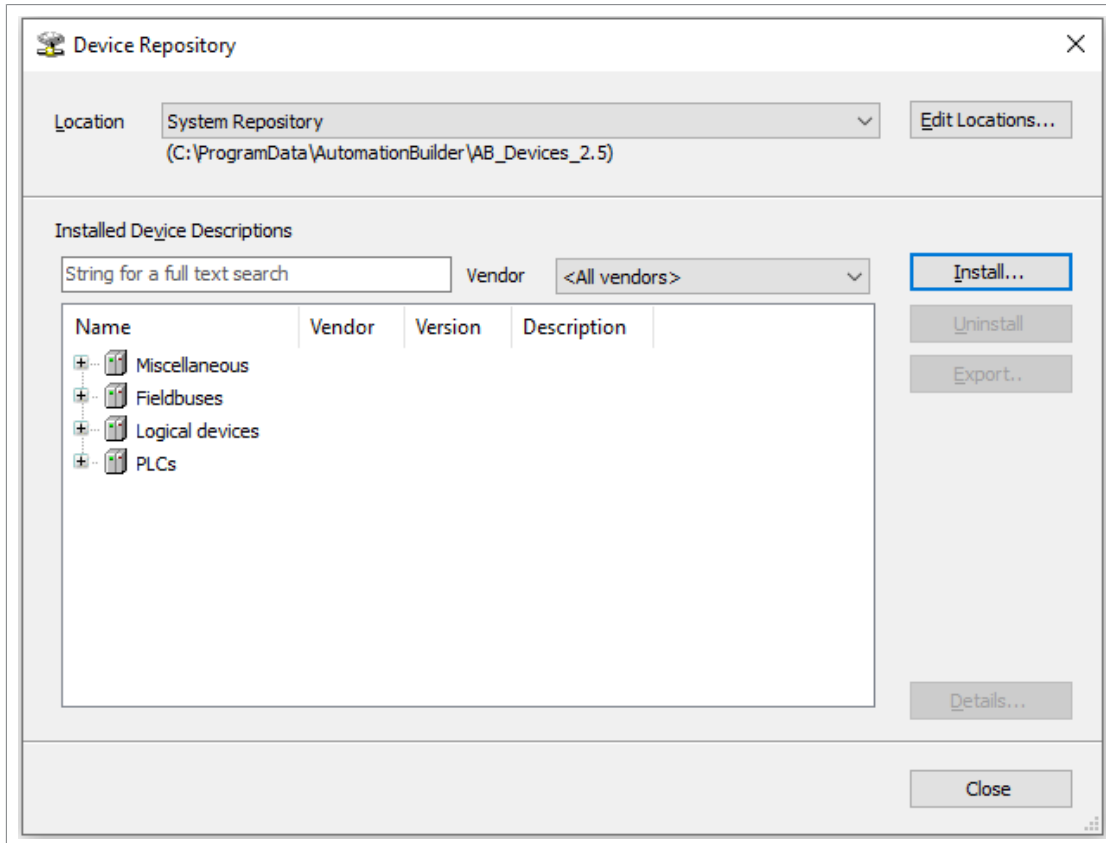 Device Repository
Location System Repository Edit Locations...
(C:\ProgramData\AutomationBuilder\AB_Devices_2.5)
Installed Device Descriptions
String for a full text search Vendor <All vendors> Install...
Name Vendor Version Description Uninstall
Miscellaneous
Export..
Fieldbuses
Logical devices
PLCs
Details...
Close